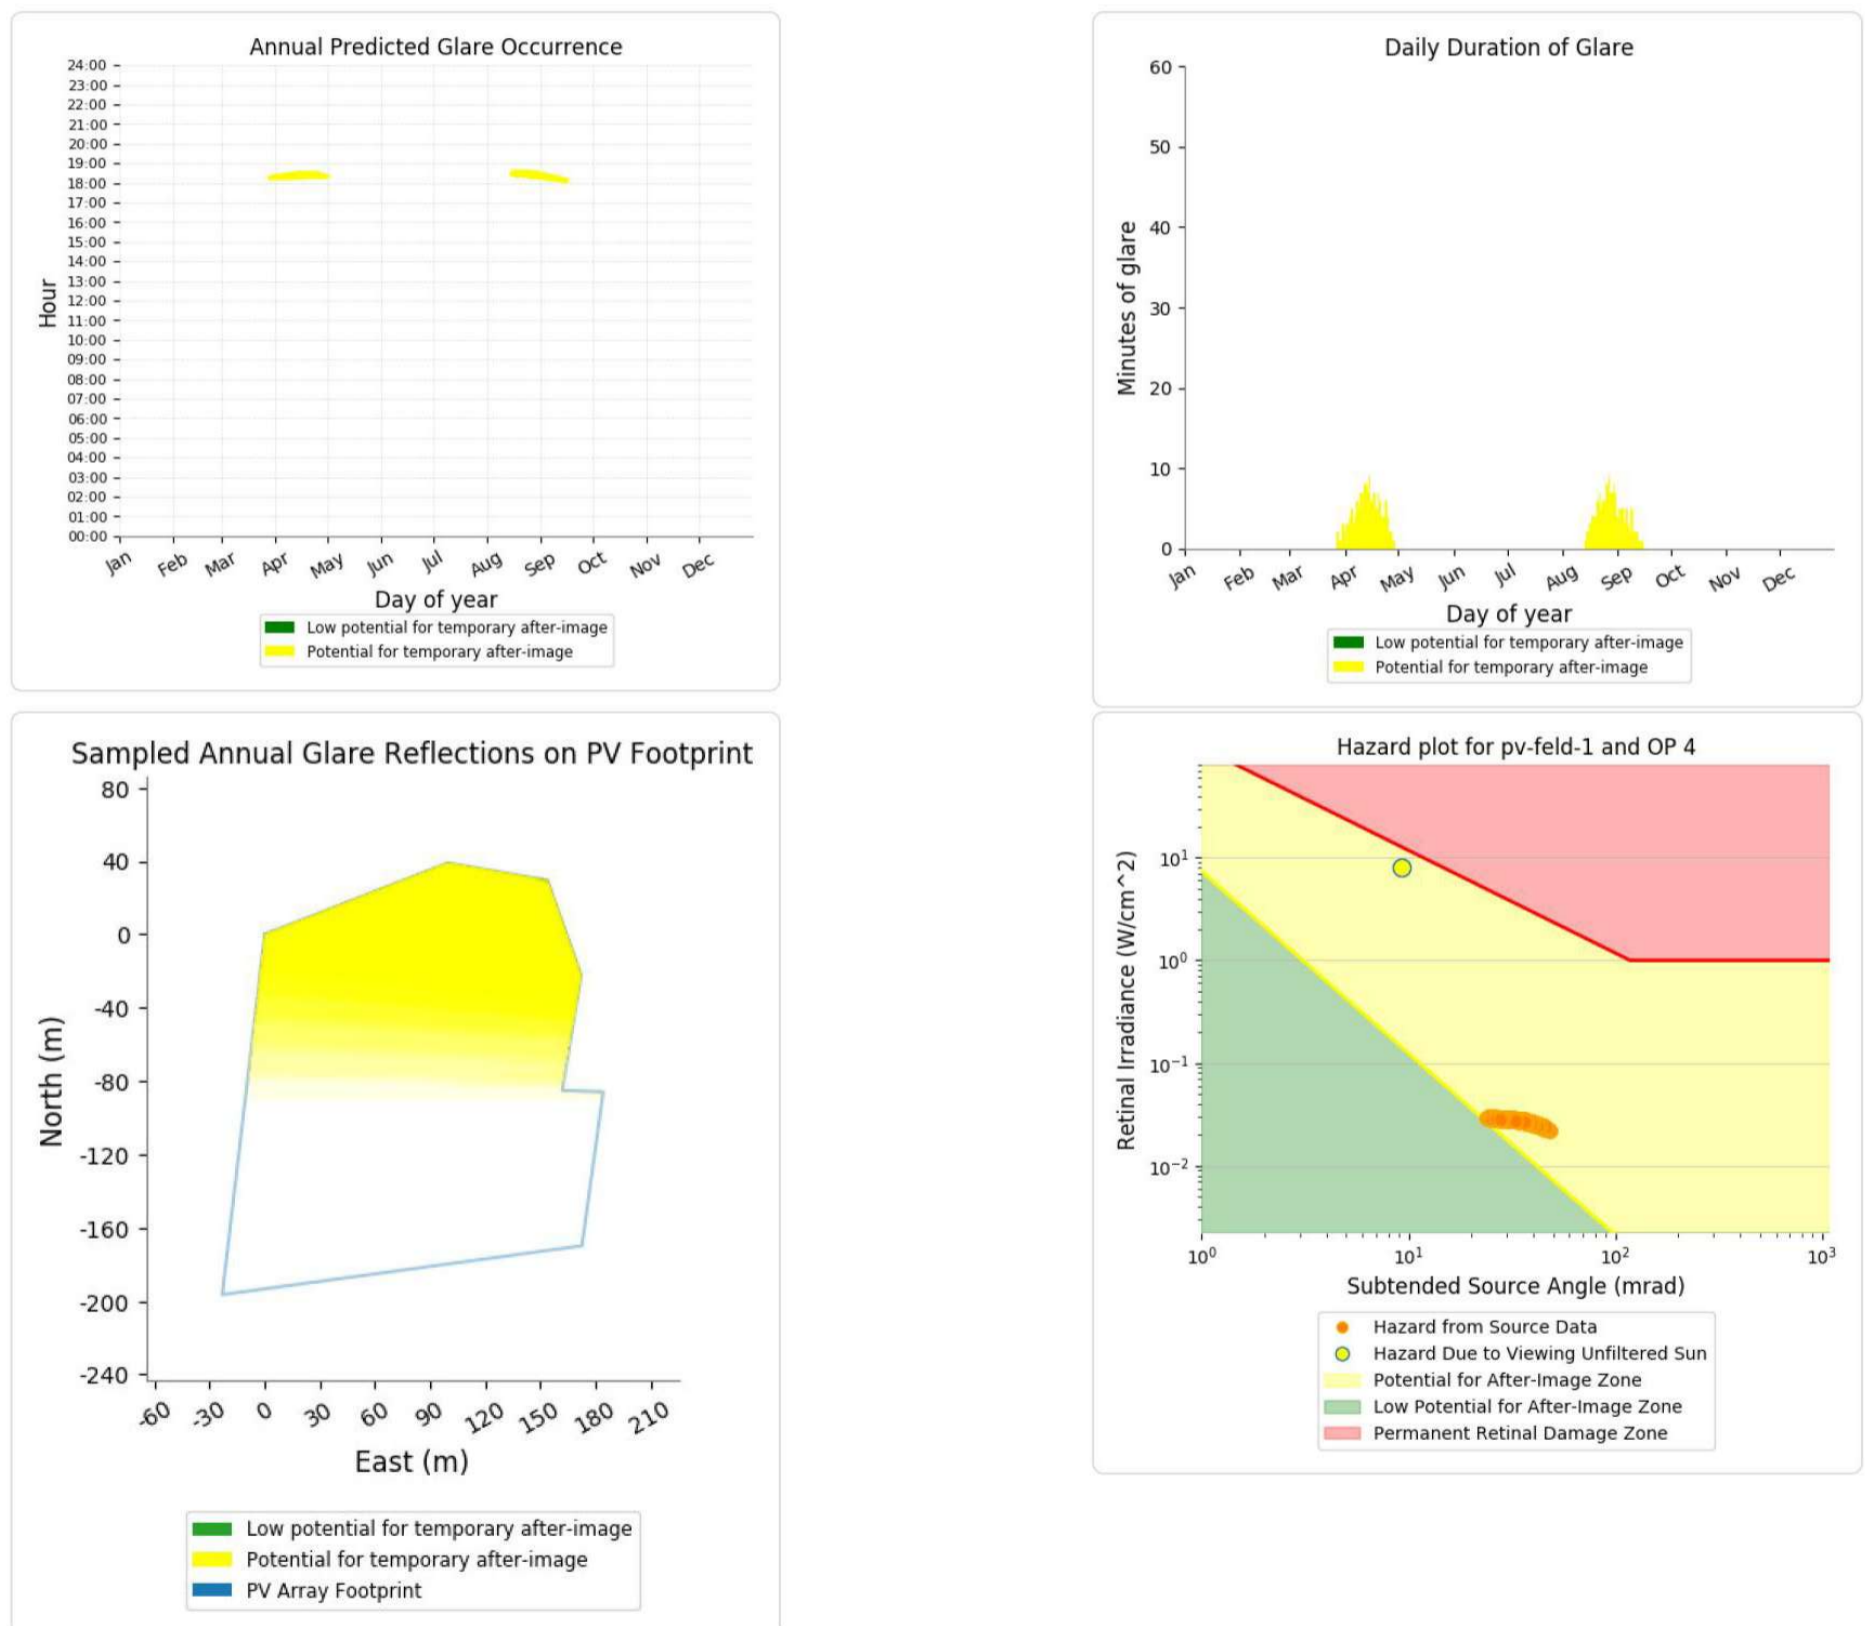 Annual Predicted Glare Occurrence
24:00
23:00
22:00
21:00
20:00
19:00
18:00
17:00
16:00
15:00
14:00
13:00
12:00
11:00
10:00
09:00
08:00
07:00
06:00
05:00
04:00
03:00
02:00
01:00
00:00
Hour
Jan Feb Mar Apr May Jun Jul Aug Sep Oct Nov Dec
Day of year
Low potential for temporary after-image
Potential for temporary after-image
Daily Duration of Glare
60
50
40
30
20
10
0
Minutes of glare
Jan Feb Mar Apr May Jun Jul Aug Sep Oct Nov Dec
Day of year
Low potential for temporary after-image
Potential for temporary after-image
Sampled Annual Glare Reflections on PV Footprint
80
40
0
-40
-80
-120
-160
-200
-240
North (m)
-60 -30 0 30 60 90 120 150 180 210
East (m)
Low potential for temporary after-image
Potential for temporary after-image
PV Array Footprint
Hazard plot for pv-feld-1 and OP 4
10^1
10^0
10^-1
10^-2
Retinal Irradiance (W/cm^2)
10^0 10^1 10^2 10^3
Subtended Source Angle (mrad)
Hazard from Source Data
Hazard Due to Viewing Unfiltered Sun
Potential for After-Image Zone
Low Potential for After-Image Zone
Permanent Retinal Damage Zone